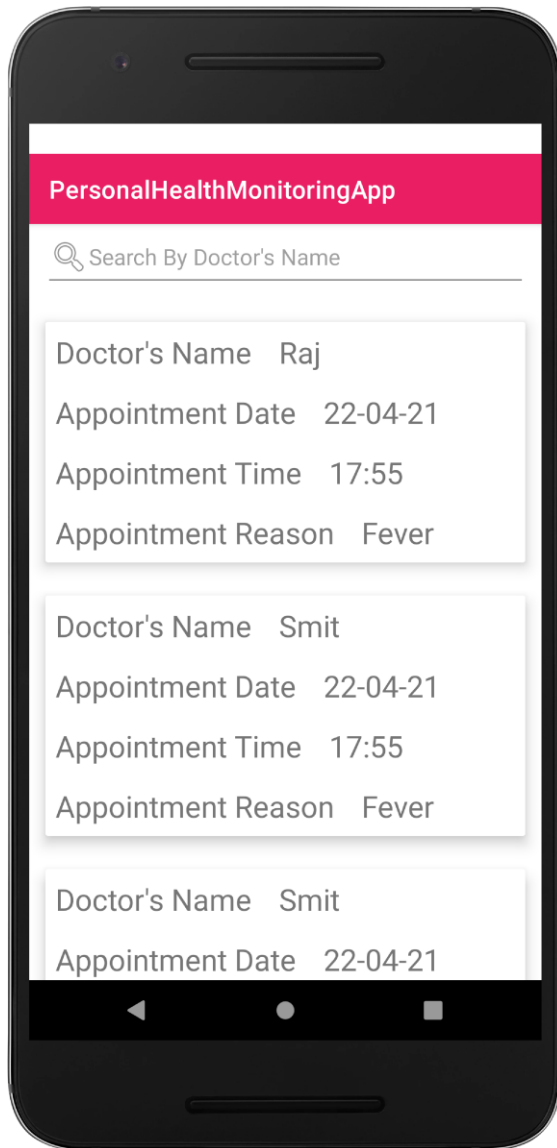 PersonalHealthMonitoringApp
Search By Doctor's Name
Doctor's Name Raj
Appointment Date 22-04-21
Appointment Time 17:55
Appointment Reason Fever
Doctor's Name Smit
Appointment Date 22-04-21
Appointment Time 17:55
Appointment Reason Fever
Doctor's Name Smit
Appointment Date 22-04-21